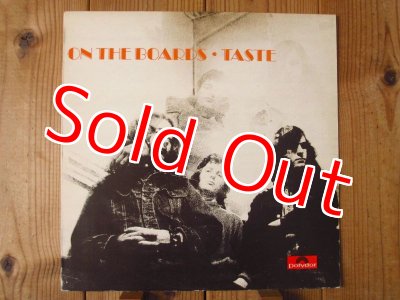 ON THE BOARDS • TASTE
Sold Out
Polydor